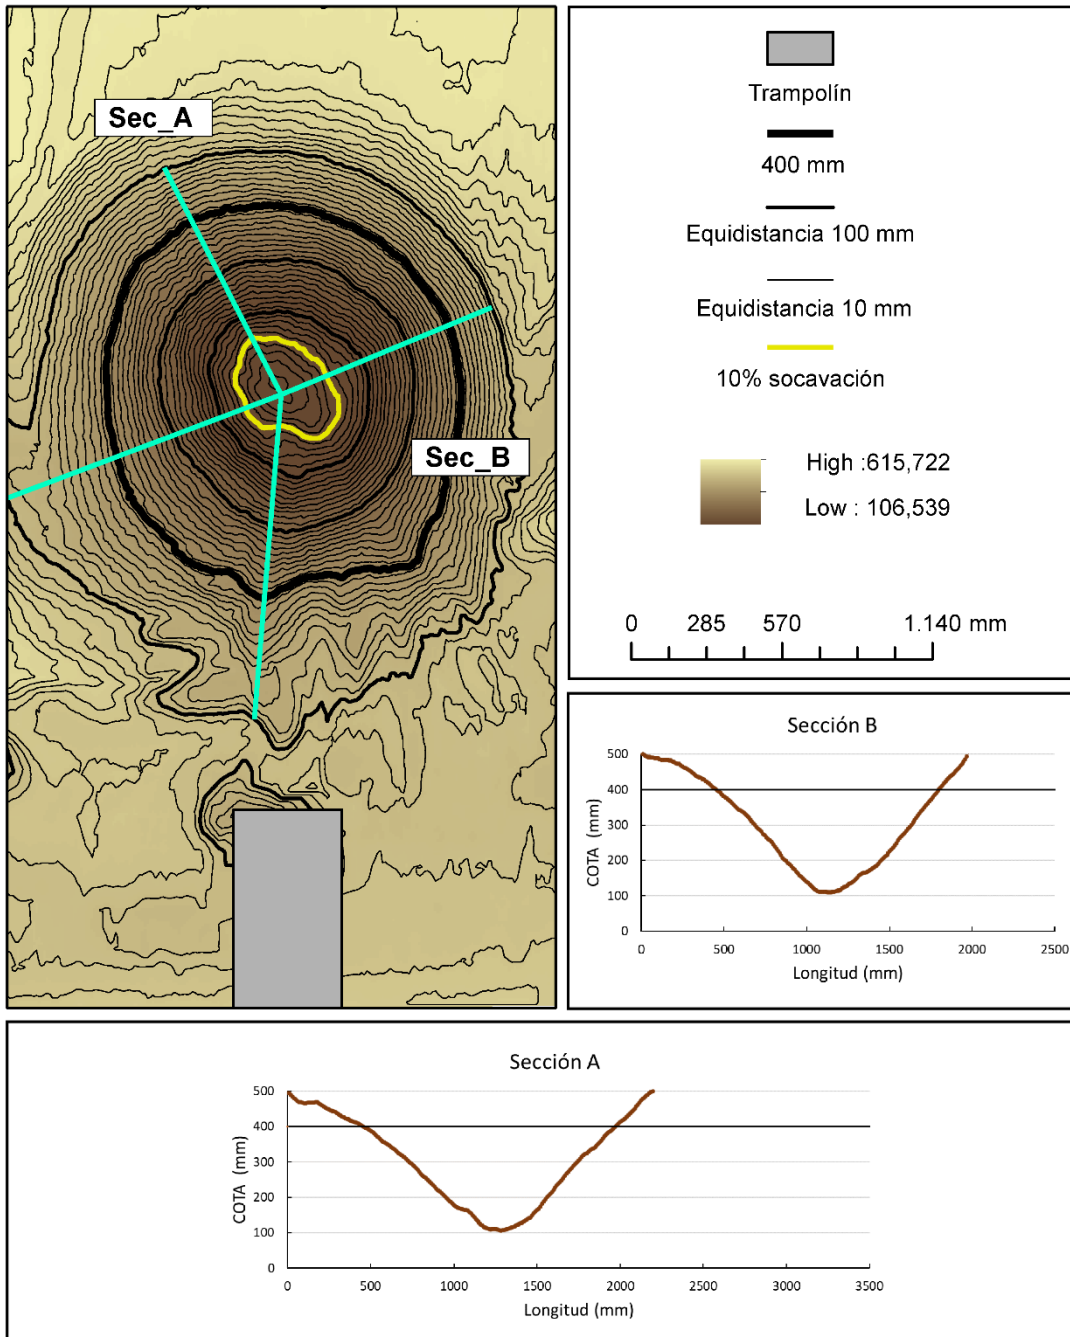 Sec_A
Sec_B
Trampolín
400 mm
Equidistancia 100 mm
Equidistancia 10 mm
10% socavación
High :615,722
Low : 106,539
0 285 570 1.140 mm
Sección B
COTA (mm)
500
400
300
200
100
0
0 500 1000 1500 2000 2500
Longitud (mm)
Sección A
COTA (mm)
500
400
300
200
100
0
0 500 1000 1500 2000 2500 3000 3500
Longitud (mm)